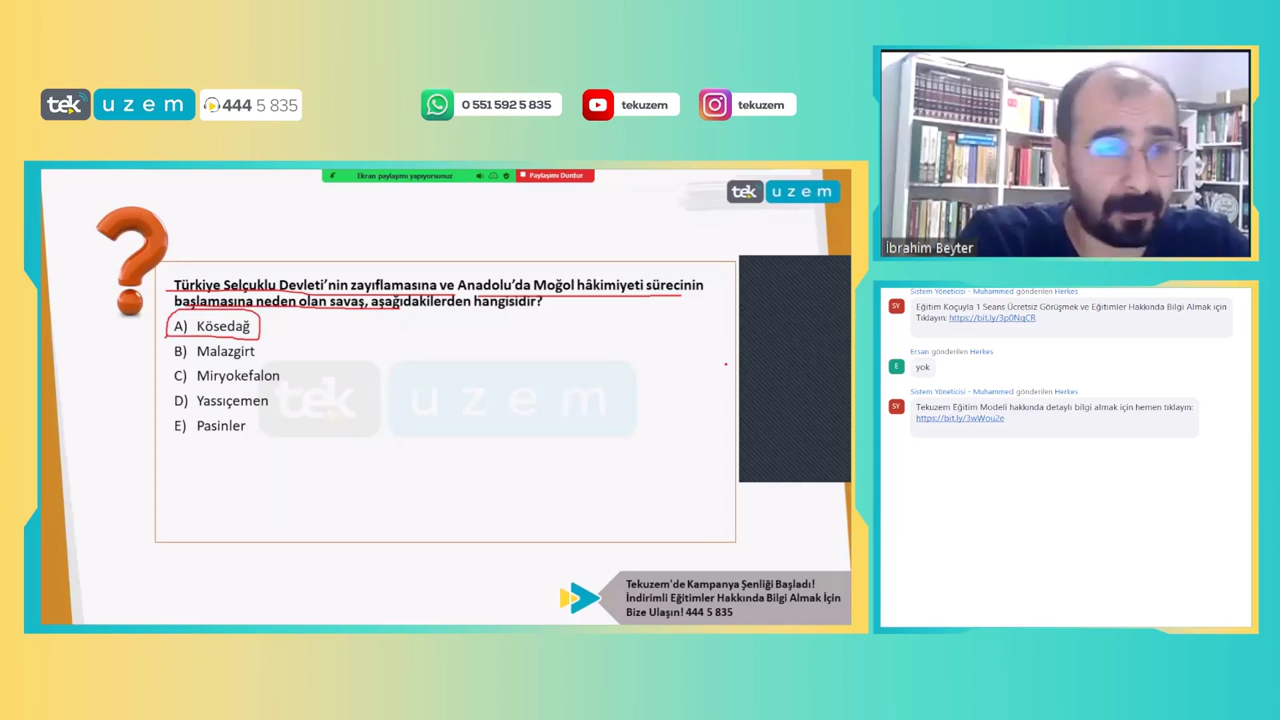 tek uzem 444 5 835
0 551 592 5 835
tekuzem
tekuzem
Ekran paylaşımı yapıyorsunuz
Paylaşımı Durdur
tek uzem
Türkiye Selçuklu Devleti’nin zayıflamasına ve Anadolu’da Moğol hâkimiyeti sürecinin
başlamasına neden olan savaş, aşağıdakilerden hangisidir?
A) Kösedağ
B) Malazgirt
C) Miryokefalon
D) Yassıçemen
E) Pasinler
tek uzem
Tekuzem'de Kampanya Şenliği Başladı!
İndirimli Eğitimler Hakkında Bilgi Almak İçin
Bize Ulaşın! 444 5 835
İbrahim Beyter
Sistem Yöneticisi - Muhammed gönderilen Herkes
SY
Eğitim Koçuyla 1 Seans Ücretsiz Görüşmek ve Eğitimler Hakkında Bilgi Almak için
Tıklayın: https://bit.ly/3p0NqCR
Ersan gönderilen Herkes
E
yok
Sistem Yöneticisi - Muhammed gönderilen Herkes
SY
Tekuzem Eğitim Modeli hakkında detaylı bilgi almak için hemen tıklayın:
https://bit.ly/3wWou2e